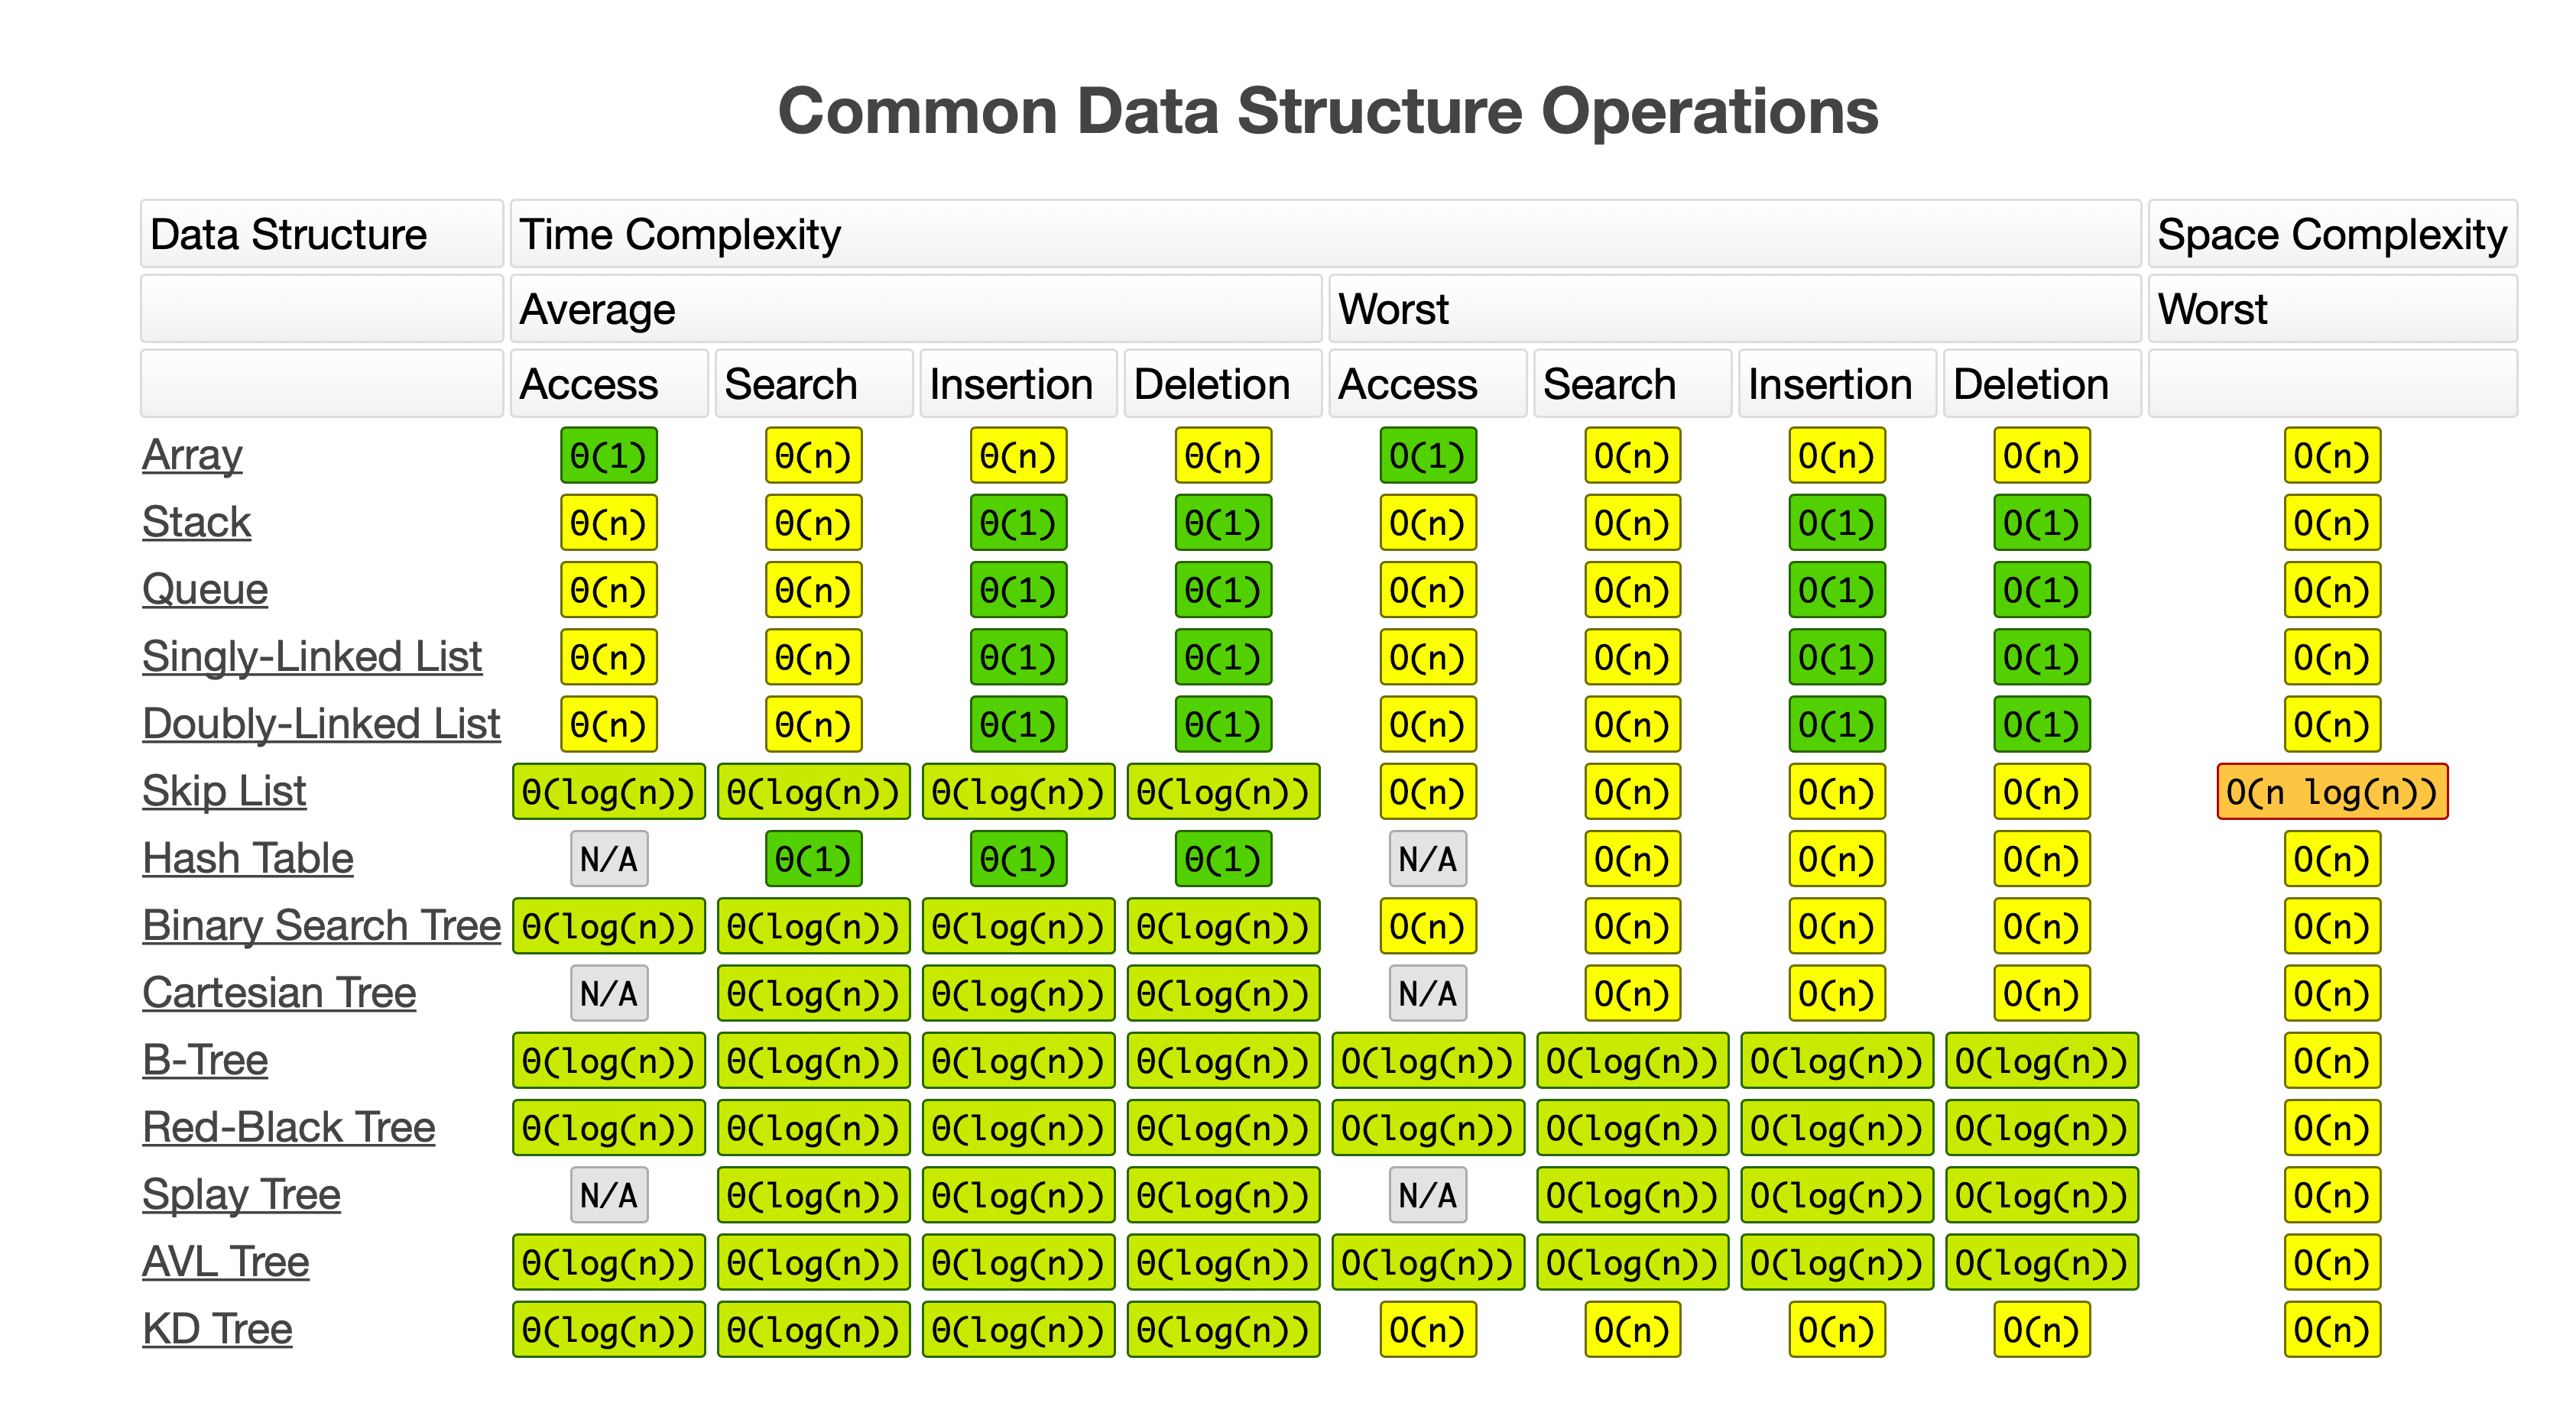 Common Data Structure Operations
Data Structure Time Complexity Space Complexity
Average Worst Worst
Access Search Insertion Deletion Access Search Insertion Deletion
Array Θ(1) Θ(n) Θ(n) Θ(n) O(1) O(n) O(n) O(n) O(n)
Stack Θ(n) Θ(n) Θ(1) Θ(1) O(n) O(n) O(1) O(1) O(n)
Queue Θ(n) Θ(n) Θ(1) Θ(1) O(n) O(n) O(1) O(1) O(n)
Singly-Linked List Θ(n) Θ(n) Θ(1) Θ(1) O(n) O(n) O(1) O(1) O(n)
Doubly-Linked List Θ(n) Θ(n) Θ(1) Θ(1) O(n) O(n) O(1) O(1) O(n)
Skip List Θ(log(n)) Θ(log(n)) Θ(log(n)) Θ(log(n)) O(n) O(n) O(n) O(n) O(n log(n))
Hash Table N/A Θ(1) Θ(1) Θ(1) N/A O(n) O(n) O(n) O(n)
Binary Search Tree Θ(log(n)) Θ(log(n)) Θ(log(n)) Θ(log(n)) O(n) O(n) O(n) O(n) O(n)
Cartesian Tree N/A Θ(log(n)) Θ(log(n)) Θ(log(n)) N/A O(n) O(n) O(n) O(n)
B-Tree Θ(log(n)) Θ(log(n)) Θ(log(n)) Θ(log(n)) O(log(n)) O(log(n)) O(log(n)) O(log(n)) O(n)
Red-Black Tree Θ(log(n)) Θ(log(n)) Θ(log(n)) Θ(log(n)) O(log(n)) O(log(n)) O(log(n)) O(log(n)) O(n)
Splay Tree N/A Θ(log(n)) Θ(log(n)) Θ(log(n)) N/A O(log(n)) O(log(n)) O(log(n)) O(n)
AVL Tree Θ(log(n)) Θ(log(n)) Θ(log(n)) Θ(log(n)) O(log(n)) O(log(n)) O(log(n)) O(log(n)) O(n)
KD Tree Θ(log(n)) Θ(log(n)) Θ(log(n)) Θ(log(n)) O(n) O(n) O(n) O(n) O(n)